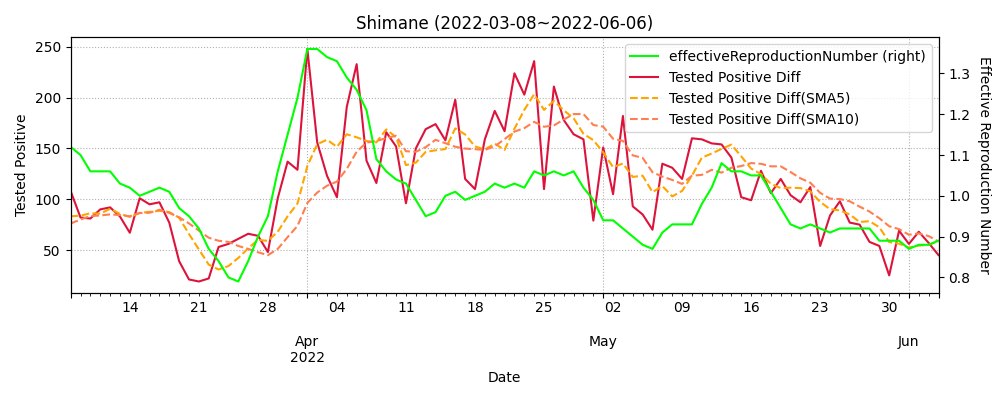 Shimane (2022-03-08~2022-06-06)
effectiveReproductionNumber (right)
Tested Positive Diff
Tested Positive Diff(SMA5)
Tested Positive Diff(SMA10)
Tested Positive
250
200
150
100
50
Effective Reproduction Number
1.3
1.2
1.1
1.0
0.9
0.8
14 21 28 04 11 18 25 02 09 16 23 30
Apr May Jun
2022
Date